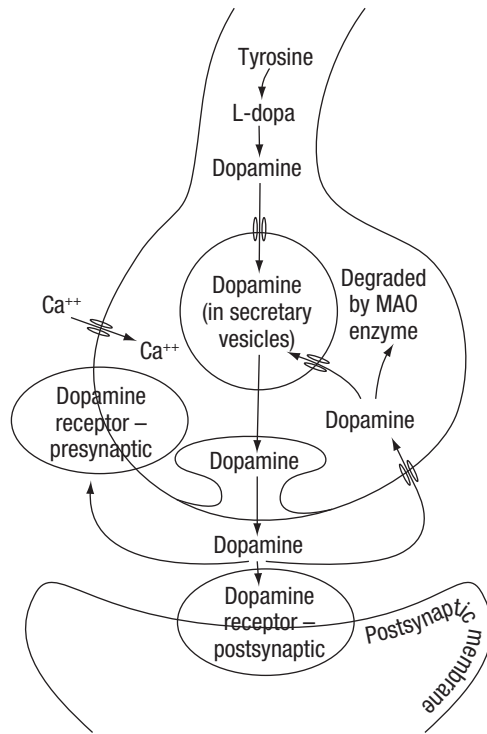 Tyrosine
L-dopa
Dopamine
Dopamine
(in secretary
vesicles)
Degraded
by MAO
enzyme
Ca++
Ca++
Dopamine
receptor –
presynaptic
Dopamine
Dopamine
Dopamine
Dopamine
receptor –
postsynaptic
Postsynaptic membrane